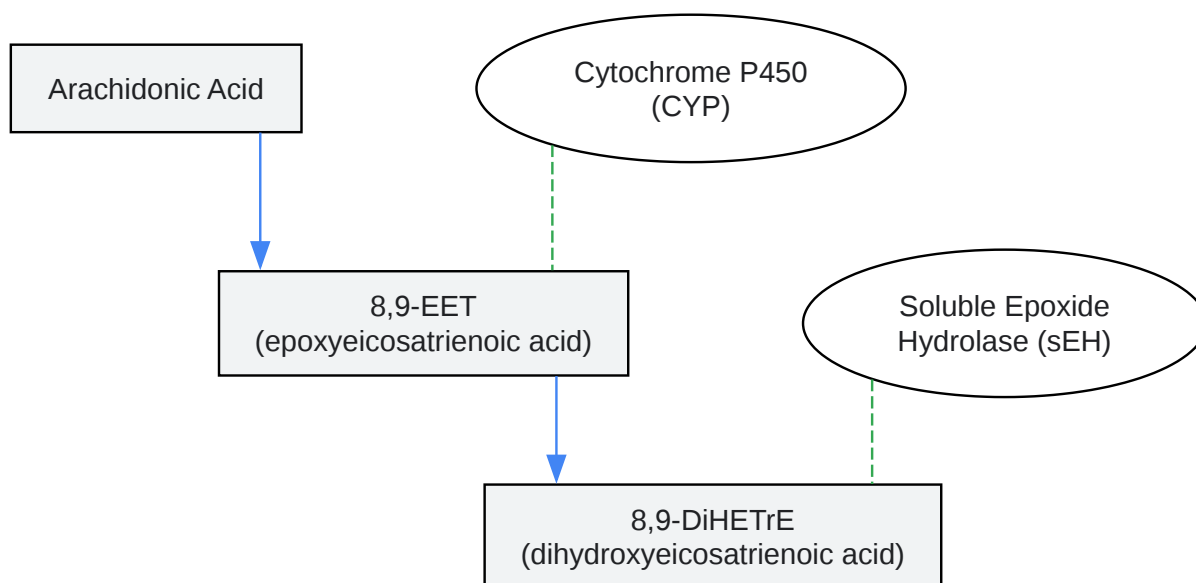 Arachidonic Acid
Cytochrome P450
(CYP)
8,9-EET
(epoxyeicosatrienoic acid)
Soluble Epoxide
Hydrolase (sEH)
8,9-DiHETrE
(dihydroxyeicosatrienoic acid)